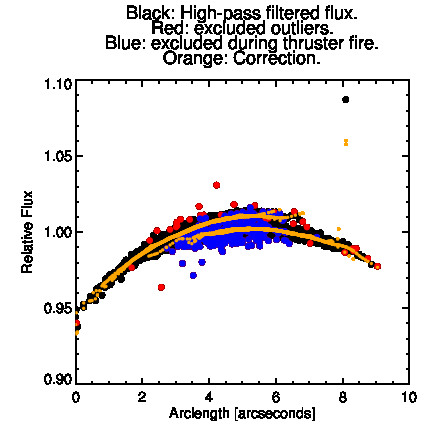 Black: High-pass filtered flux.
Red: excluded outliers.
Blue: excluded during thruster fire.
Orange: Correction.
1.10
1.05
1.00
0.95
0.90
Relative Flux
0 2 4 6 8 10
Arclength [arcseconds]